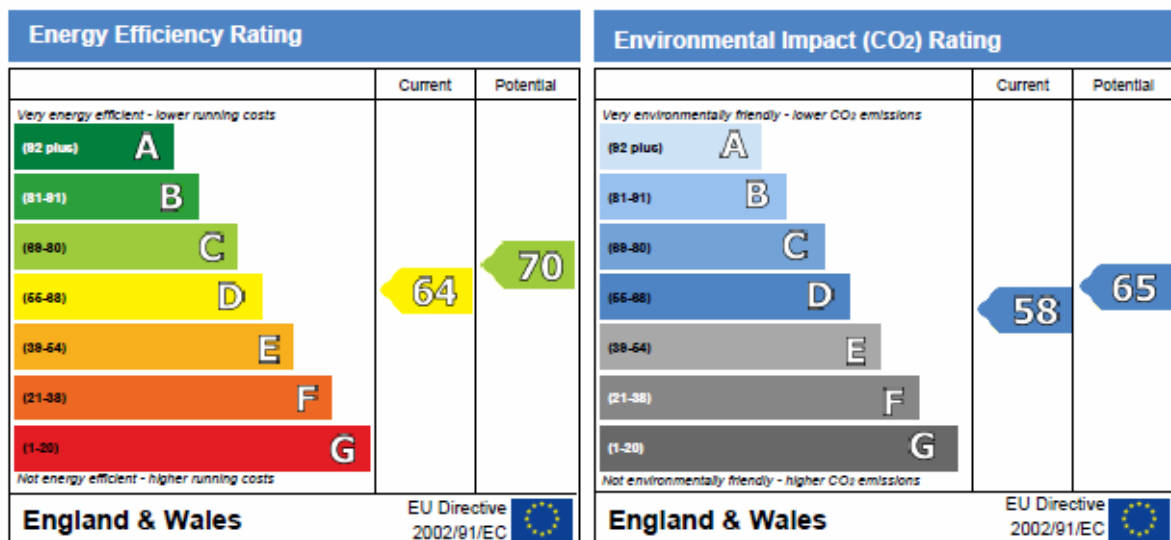 Energy Efficiency Rating
Current Potential
Very energy efficient - lower running costs
(92 plus) A
(81-91) B
(69-80) C
(55-68) D
(39-54) E
(21-38) F
(1-20) G
64
70
Not energy efficient - higher running costs
England & Wales
EU Directive
2002/91/EC
Environmental Impact (CO2) Rating
Current Potential
Very environmentally friendly - lower CO2 emissions
(92 plus) A
(81-91) B
(69-80) C
(55-68) D
(39-54) E
(21-38) F
(1-20) G
58
65
Not environmentally friendly - higher CO2 emissions
England & Wales
EU Directive
2002/91/EC